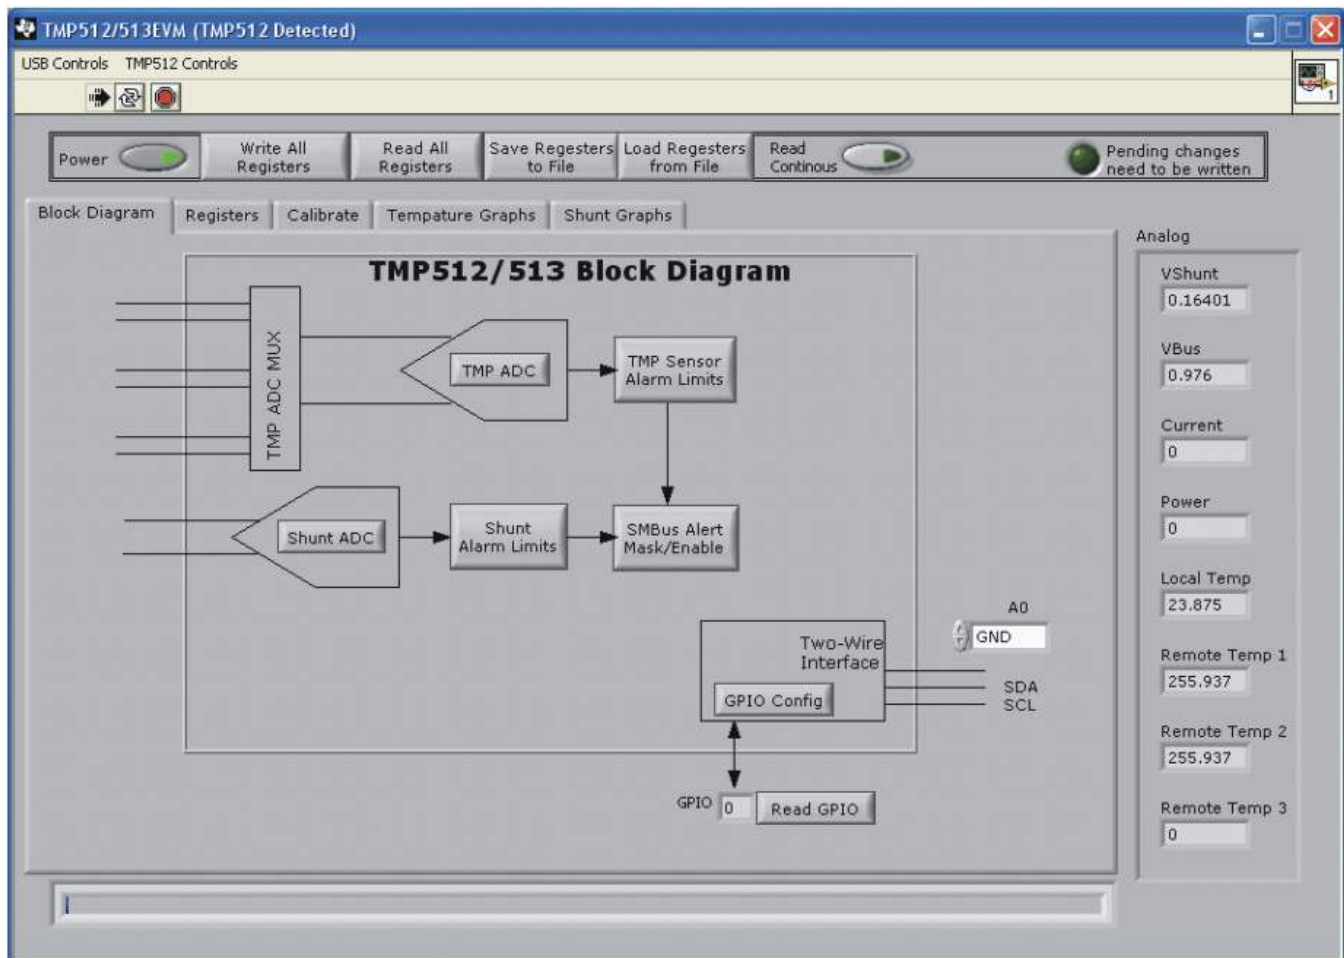 TMP512/513EVM (TMP512 Detected)
USB Controls TMP512 Controls
1
Power
Write All
Registers
Read All
Registers
Save Regesters
to File
Load Regesters
from File
Read
Continous
Pending changes
need to be written
Block Diagram
Registers
Calibrate
Tempature Graphs
Shunt Graphs
TMP512/513 Block Diagram
TMP ADC MUX
TMP ADC
TMP Sensor
Alarm Limits
Shunt ADC
Shunt
Alarm Limits
SMBus Alert
Mask/Enable
A0
GND
Two-Wire
Interface
GPIO Config
SDA
SCL
GPIO 0 Read GPIO
Analog
VShunt
0.16401
VBus
0.976
Current
0
Power
0
Local Temp
23.875
Remote Temp 1
255.937
Remote Temp 2
255.937
Remote Temp 3
0